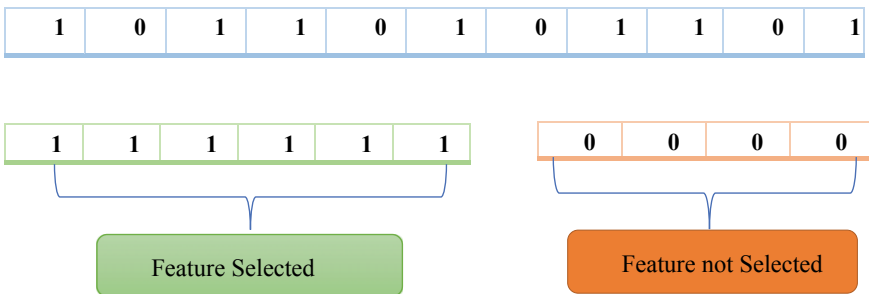 1 0 1 1 0 1 0 1 1 0 1
1 1 1 1 1 1 0 0 0 0
Feature Selected Feature not Selected